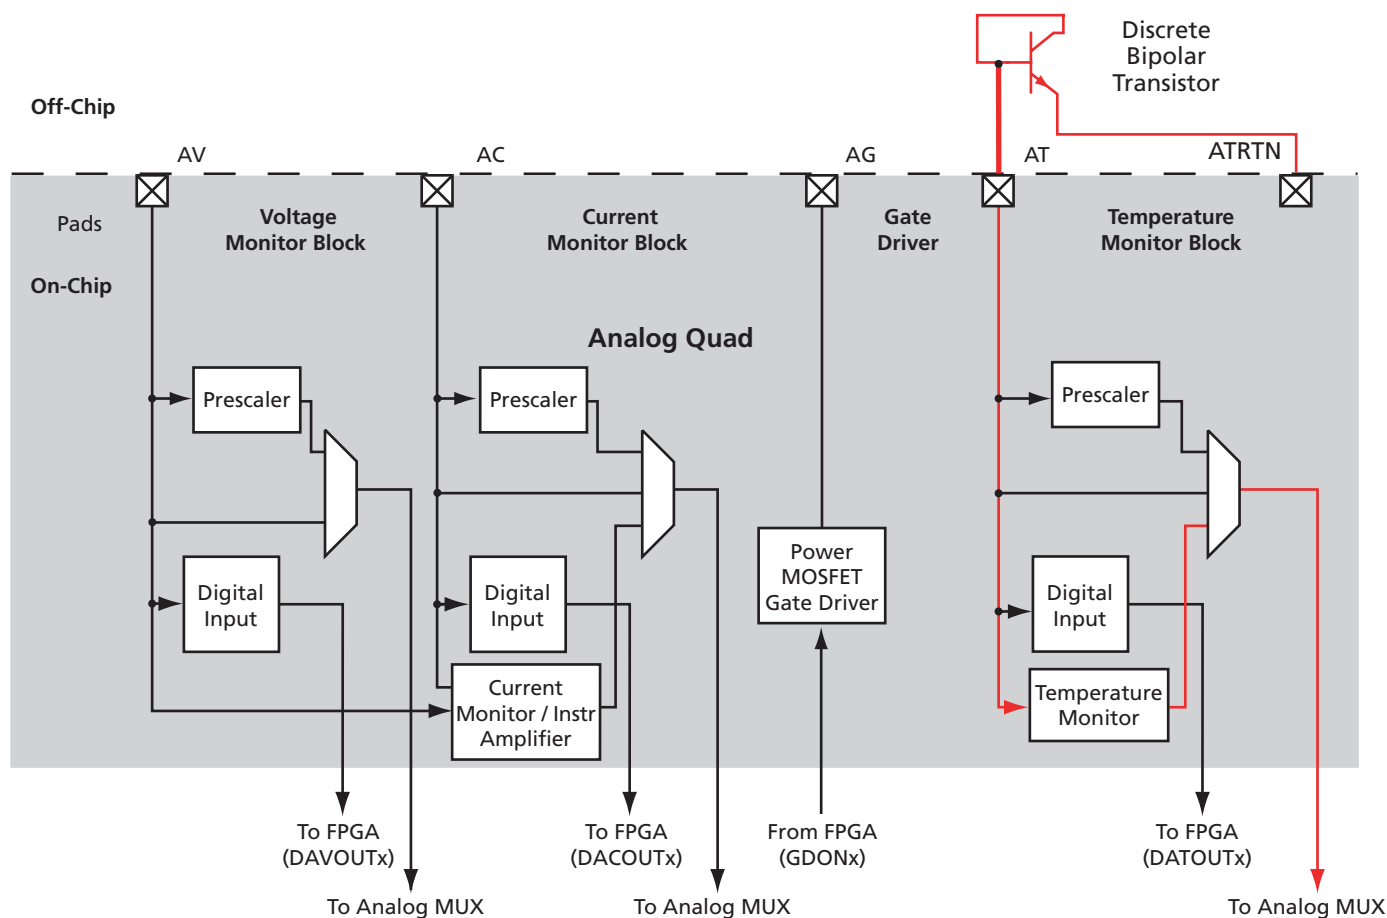 Discrete
Bipolar
Transistor
Off-Chip
AV
AC
AG
AT
ATRTN
Pads
Voltage
Monitor Block
Current
Monitor Block
Gate
Driver
Temperature
Monitor Block
On-Chip
Analog Quad
Prescaler
Prescaler
Prescaler
Digital
Input
Digital
Input
Power
MOSFET
Gate Driver
Digital
Input
Current
Monitor / Instr
Amplifier
Temperature
Monitor
To FPGA
(DAVOUTx)
To FPGA
(DACOUTx)
From FPGA
(GDONx)
To FPGA
(DATOUTx)
To Analog MUX
To Analog MUX
To Analog MUX